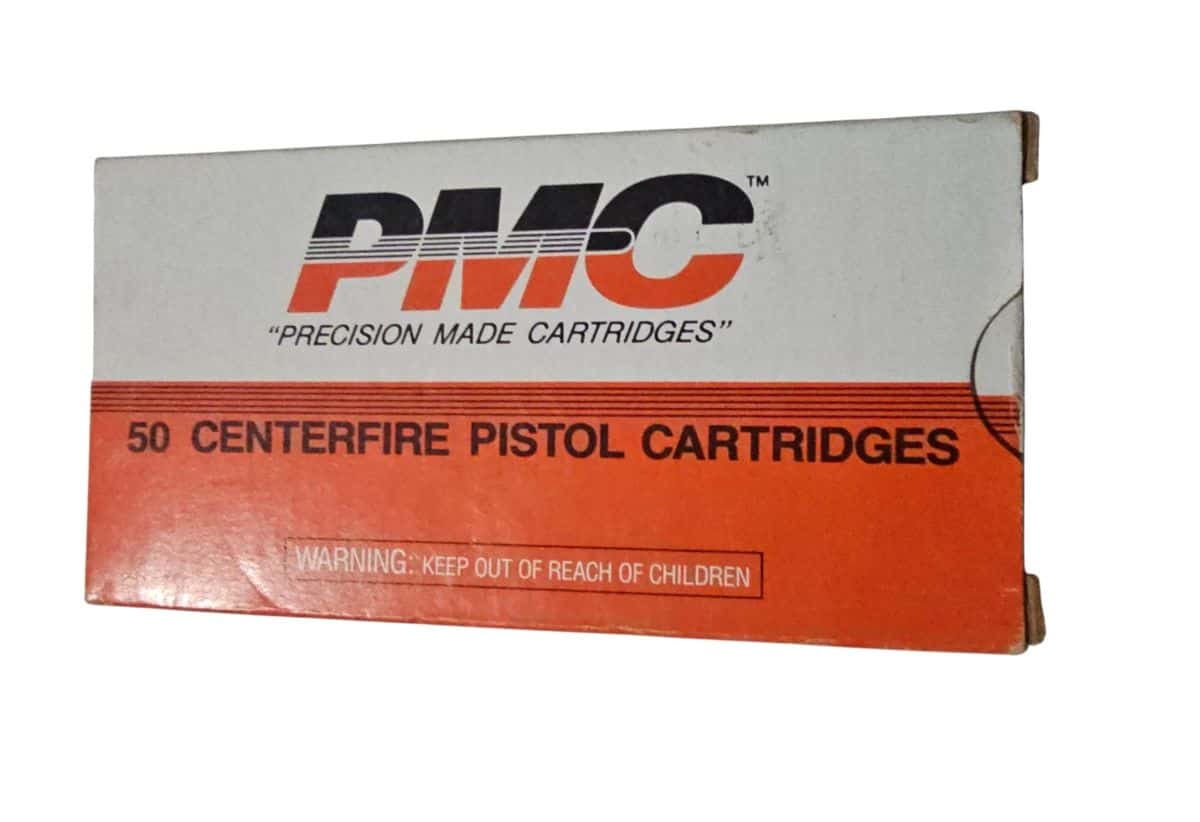 PMC™
"PRECISION MADE CARTRIDGES"
50 CENTERFIRE PISTOL CARTRIDGES
WARNING: KEEP OUT OF REACH OF CHILDREN